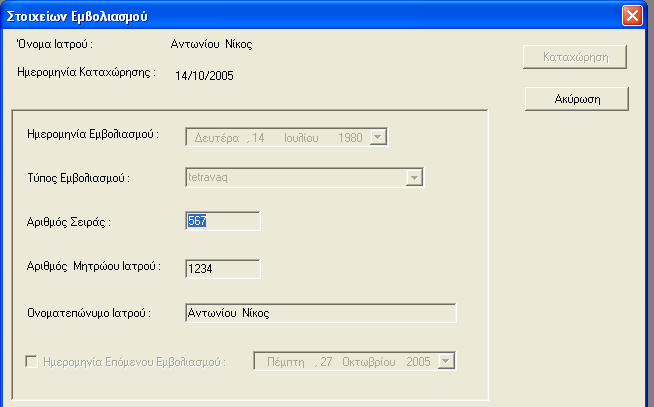 Στοιχείων Εμβολιασμού
Όνομα Ιατρού : Αντωνίου Νίκος
Καταχώρηση
Ημερομηνία Καταχώρησης : 14/10/2005
Ακύρωση
Ημερομηνία Εμβολιασμού : Δευτέρα , 14 Ιουλίου 1980
Τύπος Εμβολιασμού : tetravaq
Αριθμός Σειράς : 567
Αριθμός Μητρώου Ιατρού : 1234
Ονοματεπώνυμο Ιατρού : Αντωνίου Νίκος
Ημερομηνία Επόμενου Εμβολιασμού : Πέμπτη , 27 Οκτωβρίου 2005